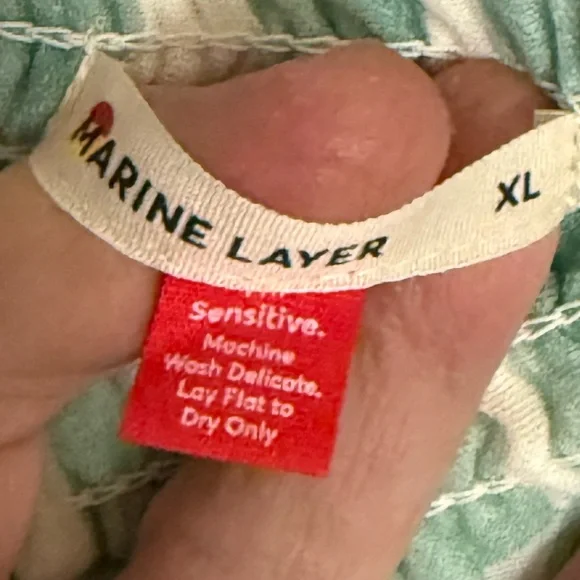 MARINE LAYER
XL
Sensitive.
Machine
Wash Delicate.
Lay Flat to
Dry Only